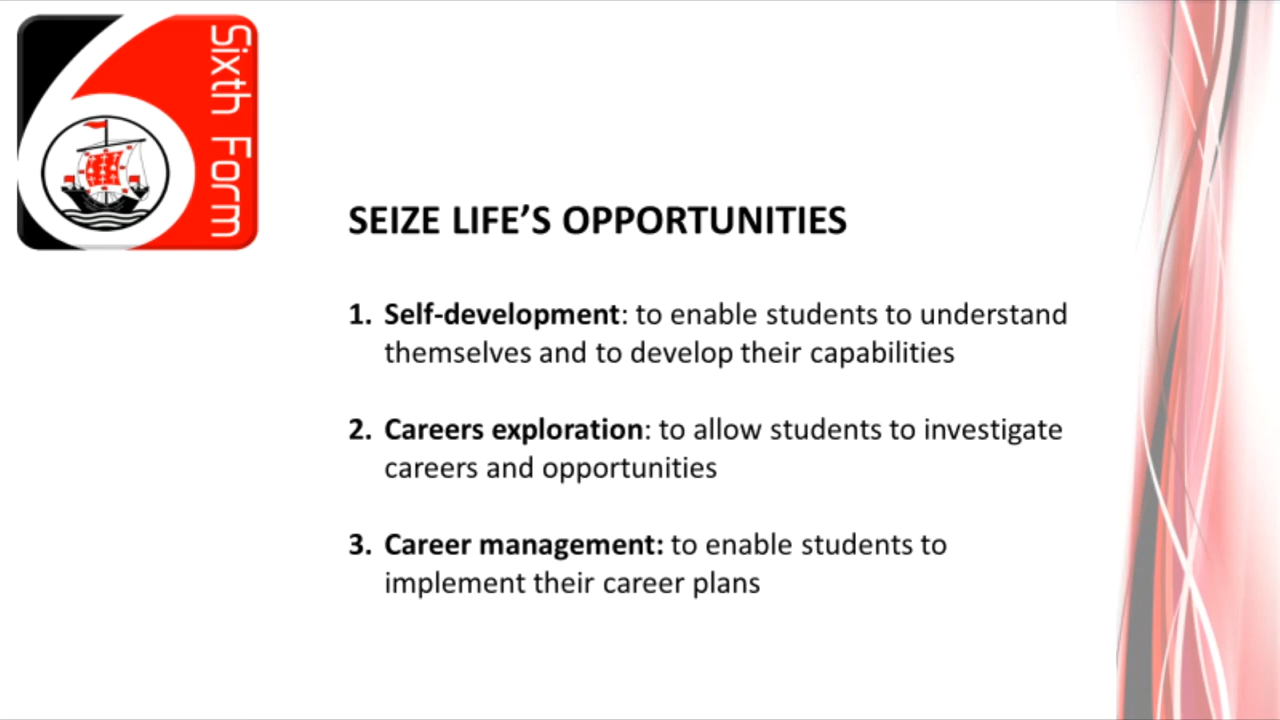 Sixth Form
SEIZE LIFE’S OPPORTUNITIES
1. Self-development: to enable students to understand
themselves and to develop their capabilities
2. Careers exploration: to allow students to investigate
careers and opportunities
3. Career management: to enable students to
implement their career plans